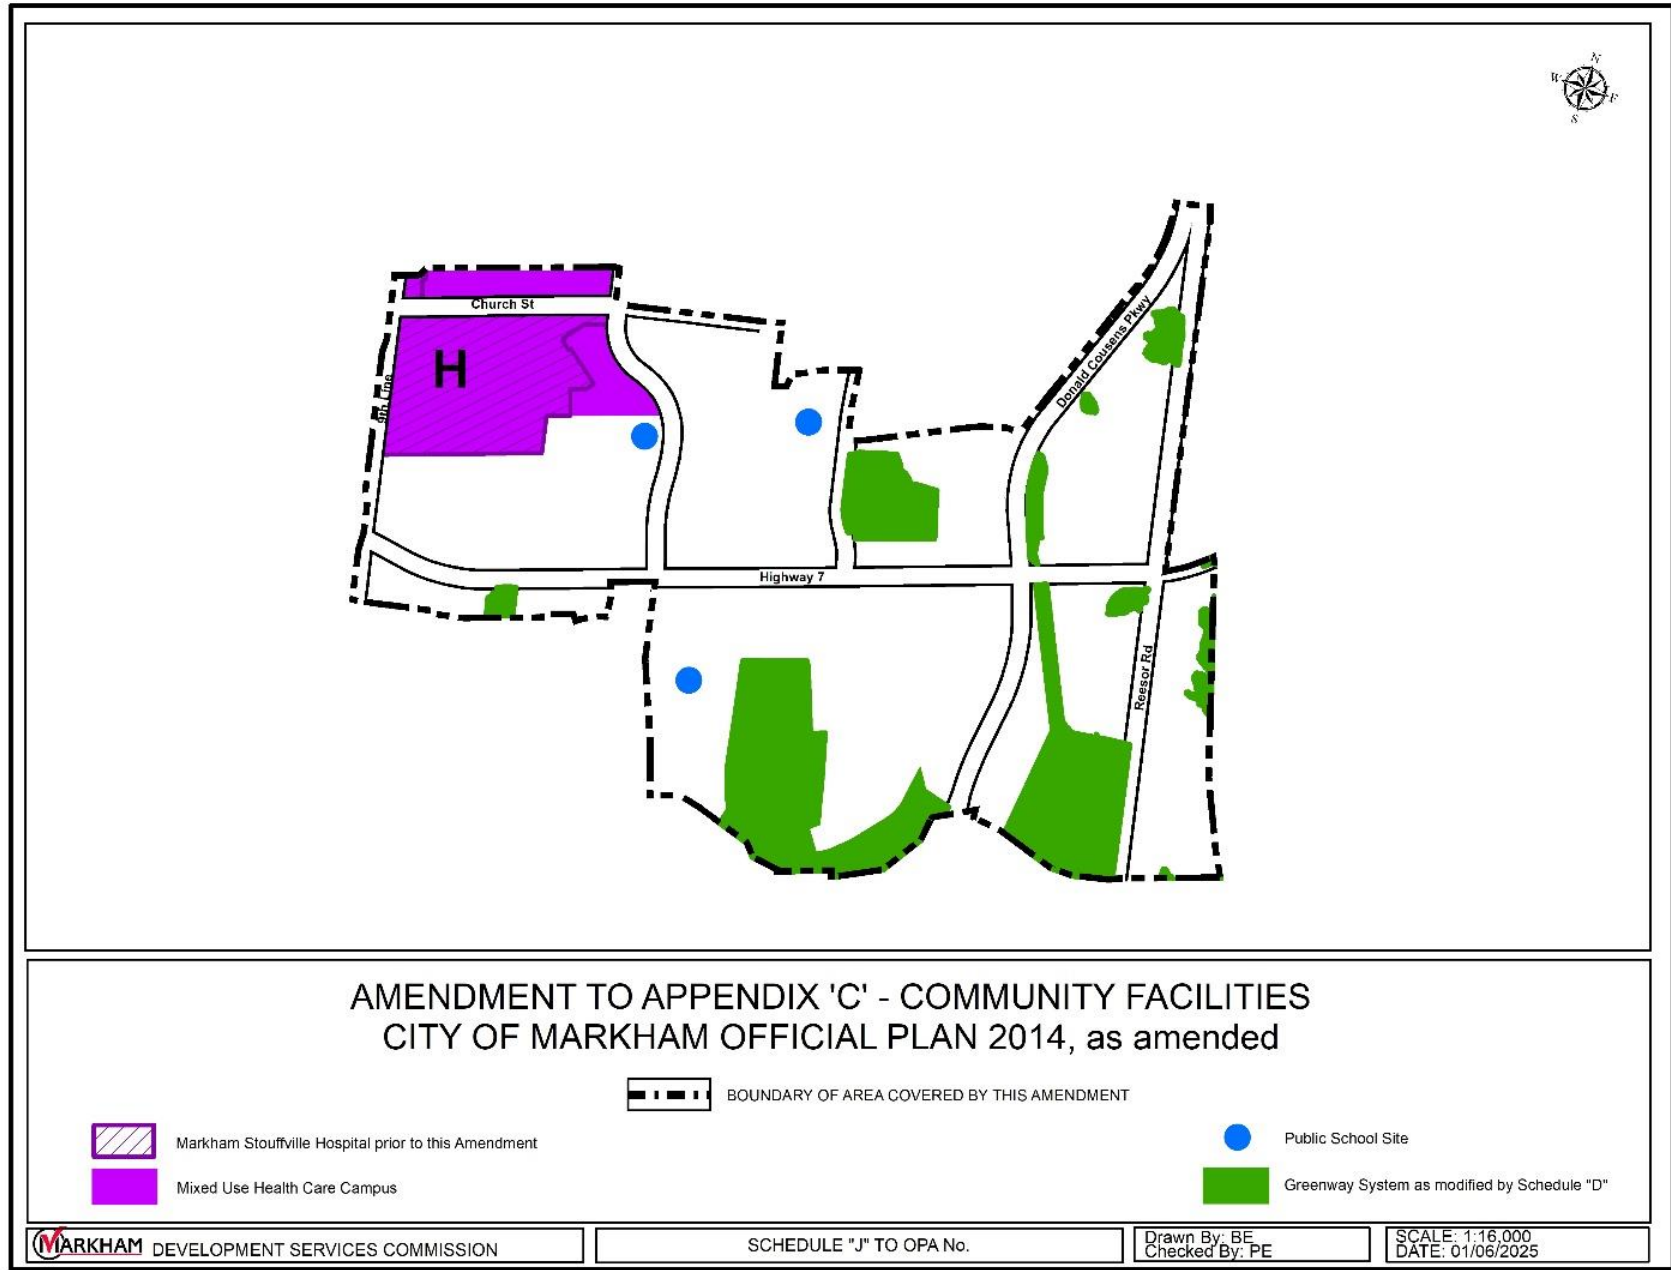 N
W
E
S
Church St
H
9th Line
Donald Cousens Pkwy
Highway 7
Reesor Rd
AMENDMENT TO APPENDIX 'C' - COMMUNITY FACILITIES
CITY OF MARKHAM OFFICIAL PLAN 2014, as amended
BOUNDARY OF AREA COVERED BY THIS AMENDMENT
Markham Stouffville Hospital prior to this Amendment
Mixed Use Health Care Campus
Public School Site
Greenway System as modified by Schedule "D"
MARKHAM DEVELOPMENT SERVICES COMMISSION
SCHEDULE "J" TO OPA No.
Drawn By: BE
Checked By: PE
SCALE: 1:16,000
DATE: 01/06/2025